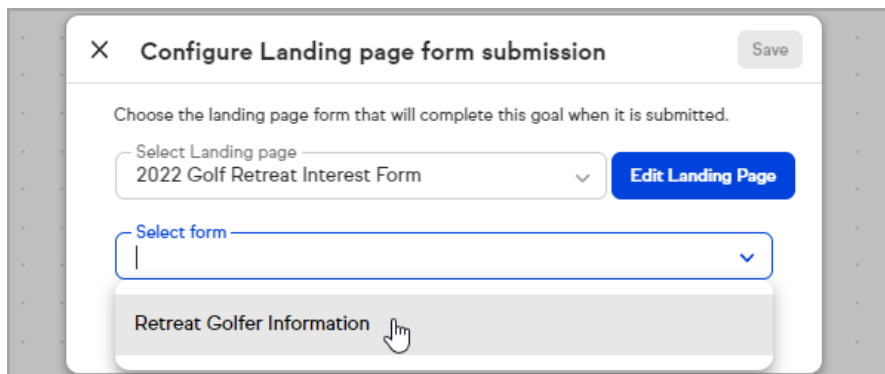 Configure Landing page form submission
Save
Choose the landing page form that will complete this goal when it is submitted.
Select Landing page
2022 Golf Retreat Interest Form
Edit Landing Page
Select form
Retreat Golfer Information